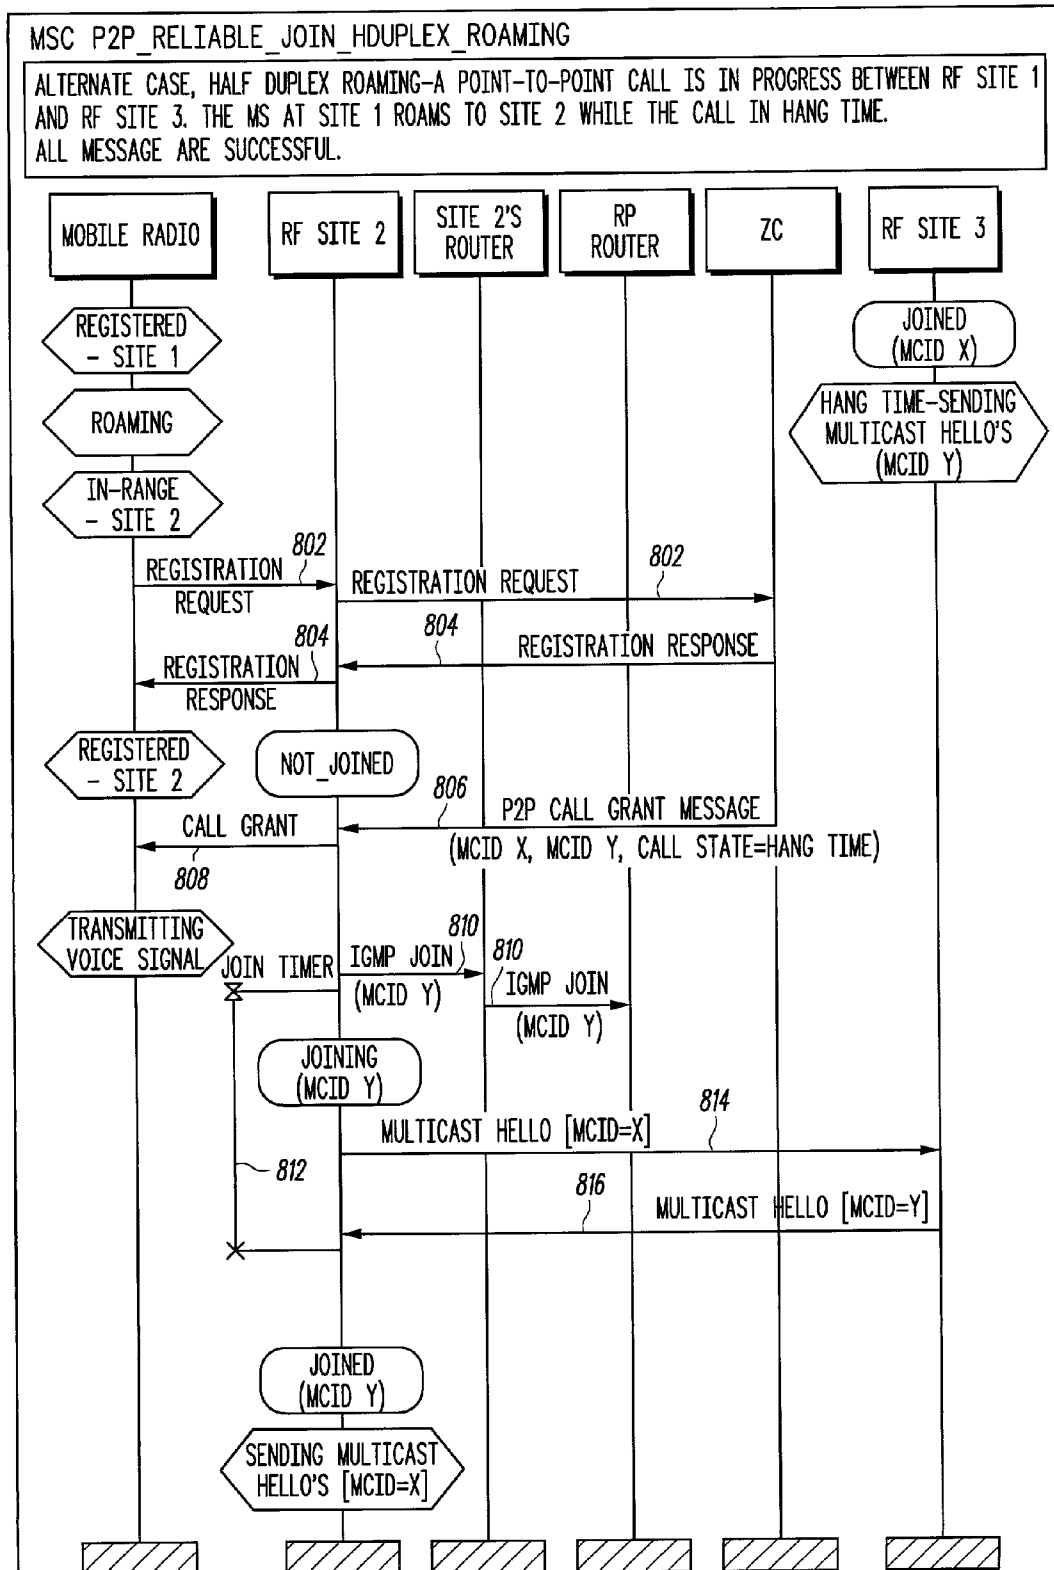 MSC P2P_RELIABLE_JOIN_HDUPLEX_ROAMING
ALTERNATE CASE, HALF DUPLEX ROAMING-A POINT-TO-POINT CALL IS IN PROGRESS BETWEEN RF SITE 1
AND RF SITE 3. THE MS AT SITE 1 ROAMS TO SITE 2 WHILE THE CALL IN HANG TIME.
ALL MESSAGE ARE SUCCESSFUL.
MOBILE RADIO
RF SITE 2
SITE 2'S
ROUTER
RP
ROUTER
ZC
RF SITE 3
REGISTERED
- SITE 1
JOINED
(MCID X)
ROAMING
HANG TIME-SENDING
MULTICAST HELLO'S
(MCID Y)
IN-RANGE
- SITE 2
802
REGISTRATION
REQUEST
802
REGISTRATION REQUEST
804
REGISTRATION RESPONSE
804
REGISTRATION
RESPONSE
REGISTERED
- SITE 2
NOT_JOINED
806
P2P CALL GRANT MESSAGE
(MCID X, MCID Y, CALL STATE=HANG TIME)
CALL GRANT
808
TRANSMITTING
VOICE SIGNAL
JOIN TIMER
810
IGMP JOIN
(MCID Y)
810
IGMP JOIN
(MCID Y)
JOINING
(MCID Y)
814
MULTICAST HELLO [MCID=X]
812
816
MULTICAST HELLO [MCID=Y]
JOINED
(MCID Y)
SENDING MULTICAST
HELLO'S [MCID=X]